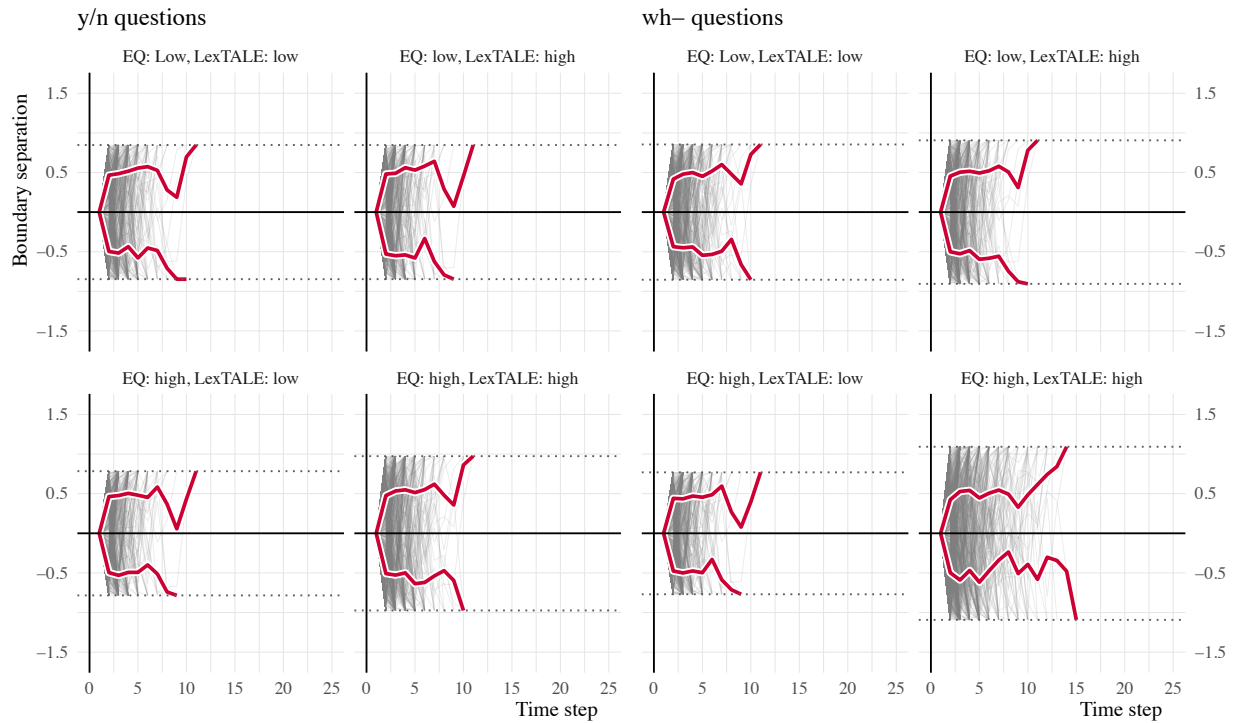 y/n questions
wh– questions
EQ: Low, LexTALE: low
EQ: low, LexTALE: high
EQ: Low, LexTALE: low
EQ: low, LexTALE: high
Boundary separation
1.5
0.5
–0.5
–1.5
1.5
0.5
–0.5
–1.5
EQ: high, LexTALE: low
EQ: high, LexTALE: high
EQ: high, LexTALE: low
EQ: high, LexTALE: high
1.5
0.5
–0.5
–1.5
1.5
0.5
–0.5
–1.5
0 5 10 15 20 25
0 5 10 15 20 25
0 5 10 15 20 25
0 5 10 15 20 25
Time step
Time step